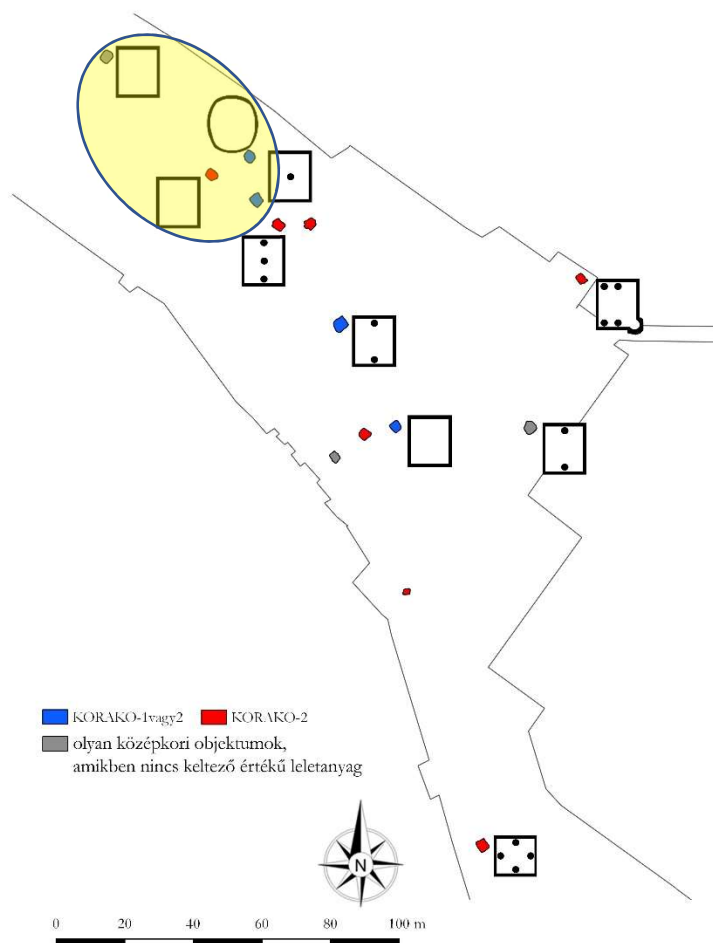 KORAKO-1vagy2 KORAKO-2
olyan középkori objektumok,
amikben nincs keltező értékű leletanyag
N
0 20 40 60 80 100 m